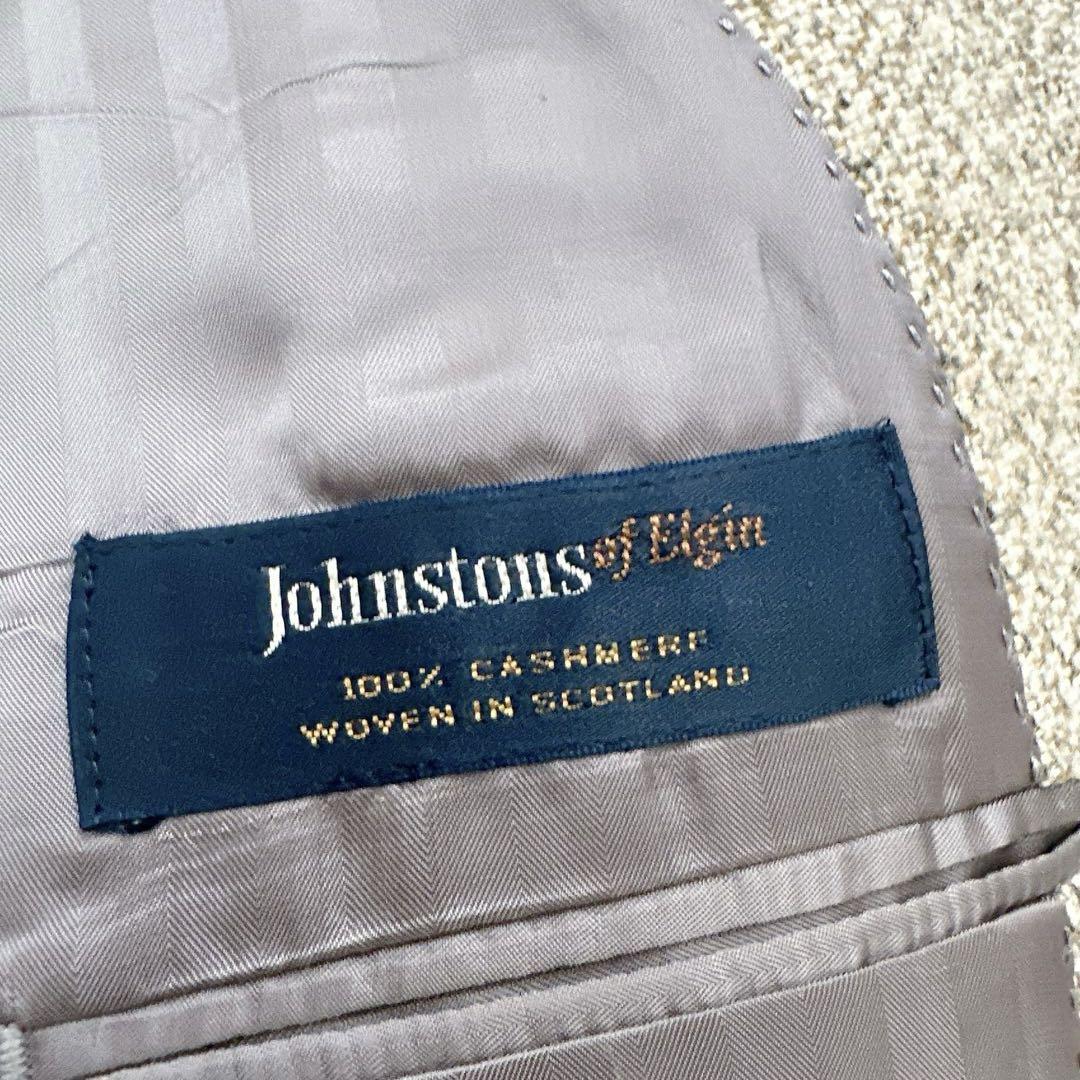 Johnstons of Elgin
100% CASHMERE
WOVEN IN SCOTLAND